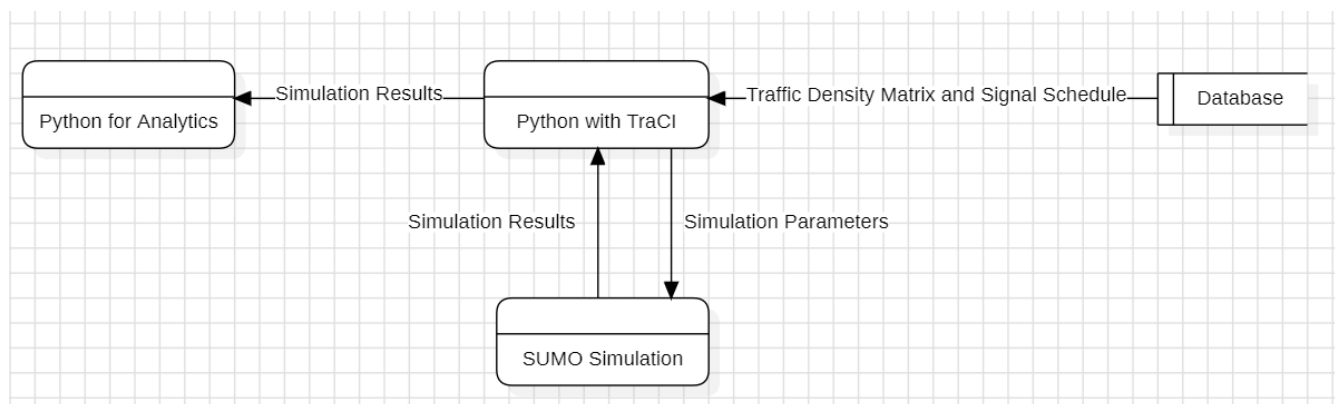 Simulation Results
Traffic Density Matrix and Signal Schedule
Database
Python for Analytics
Python with TraCI
Simulation Results
Simulation Parameters
SUMO Simulation